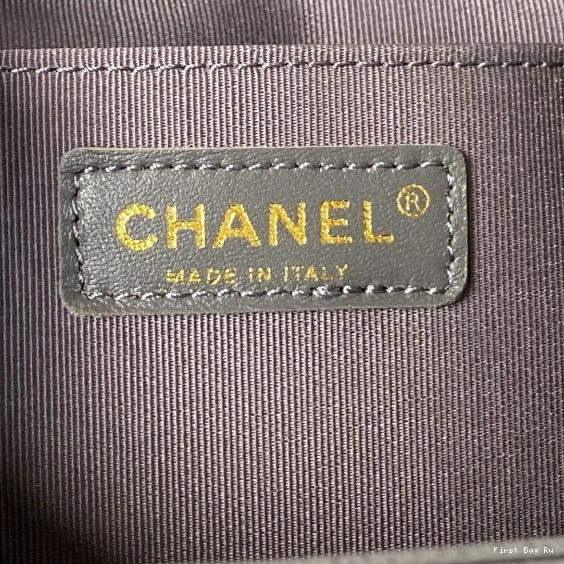 CHANEL®
MADE IN ITALY
First Bag Ru